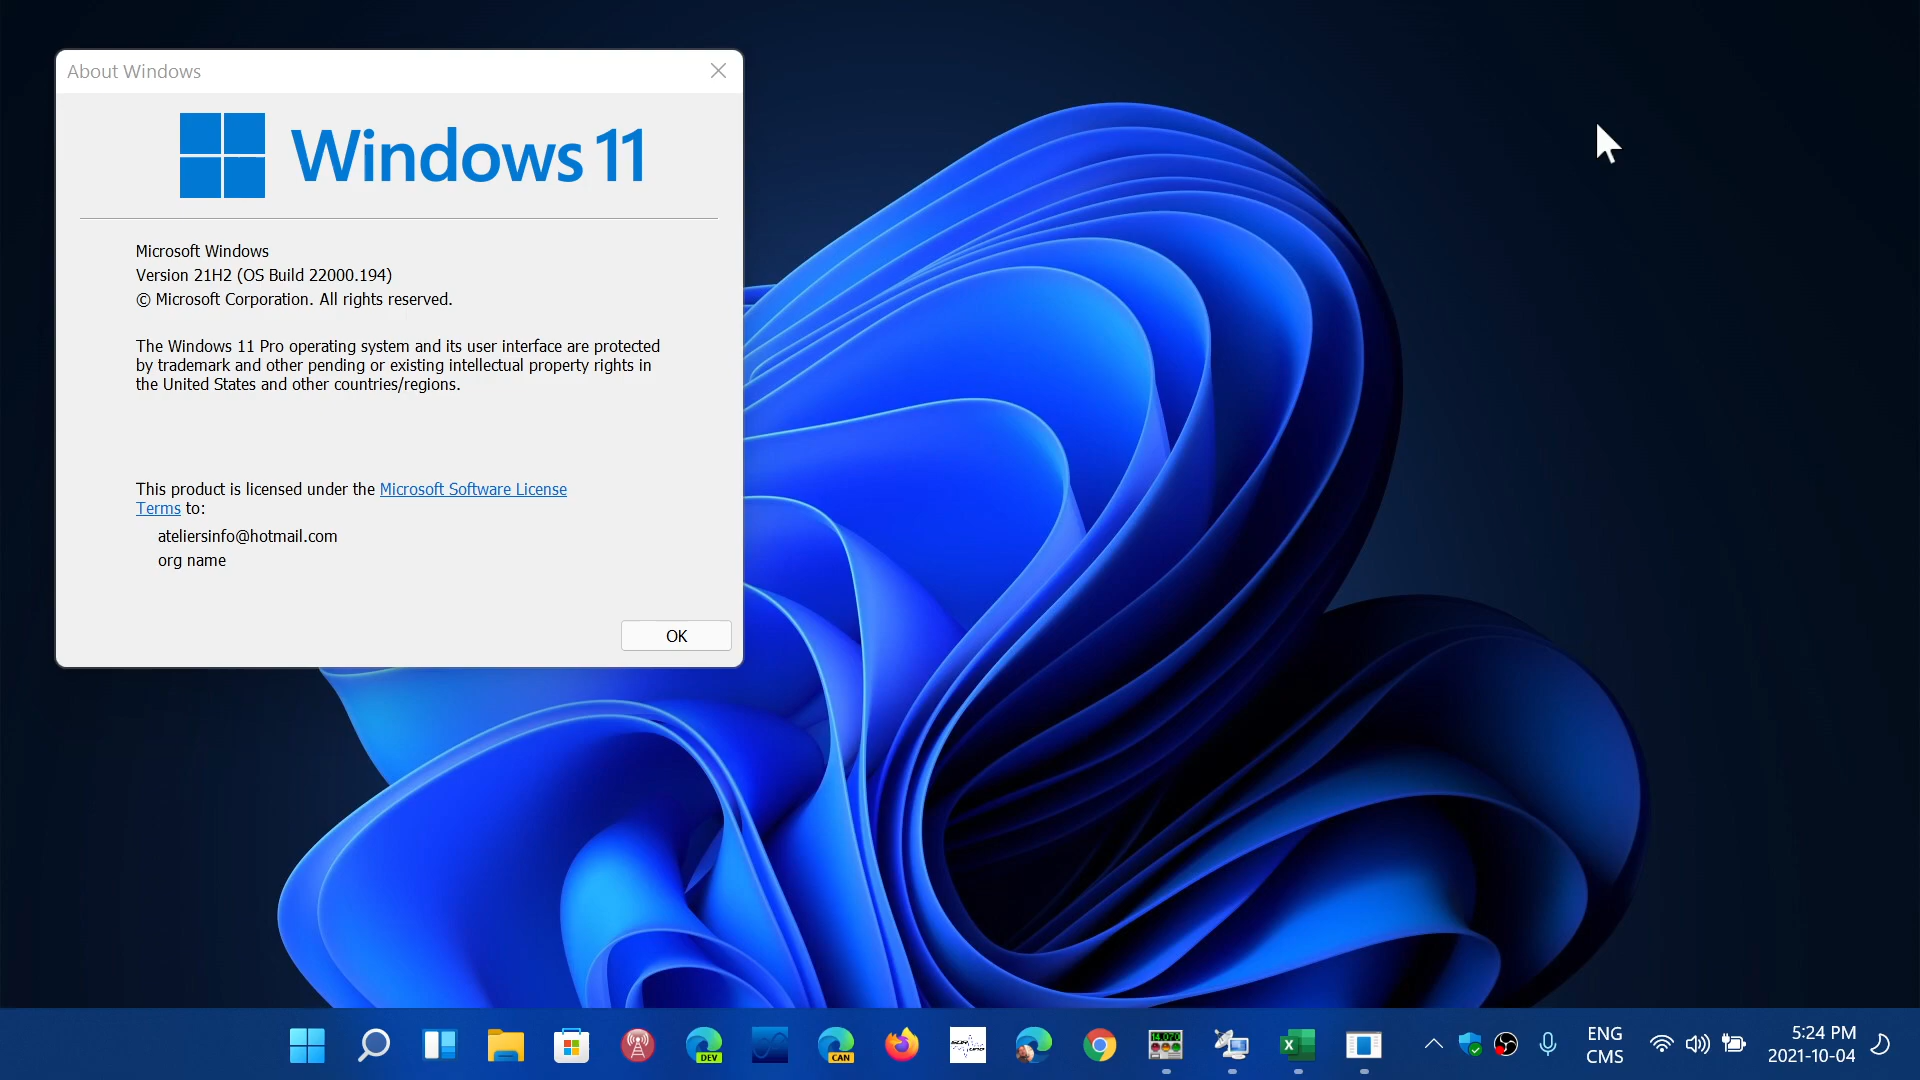 About Windows
Windows 11
Microsoft Windows
Version 21H2 (OS Build 22000.194)
© Microsoft Corporation. All rights reserved.
The Windows 11 Pro operating system and its user interface are protected
by trademark and other pending or existing intellectual property rights in
the United States and other countries/regions.
This product is licensed under the Microsoft Software License
Terms to:
ateliersinfo@hotmail.com
org name
OK
DEV
CAN
ENG
CMS
5:24 PM
2021-10-04